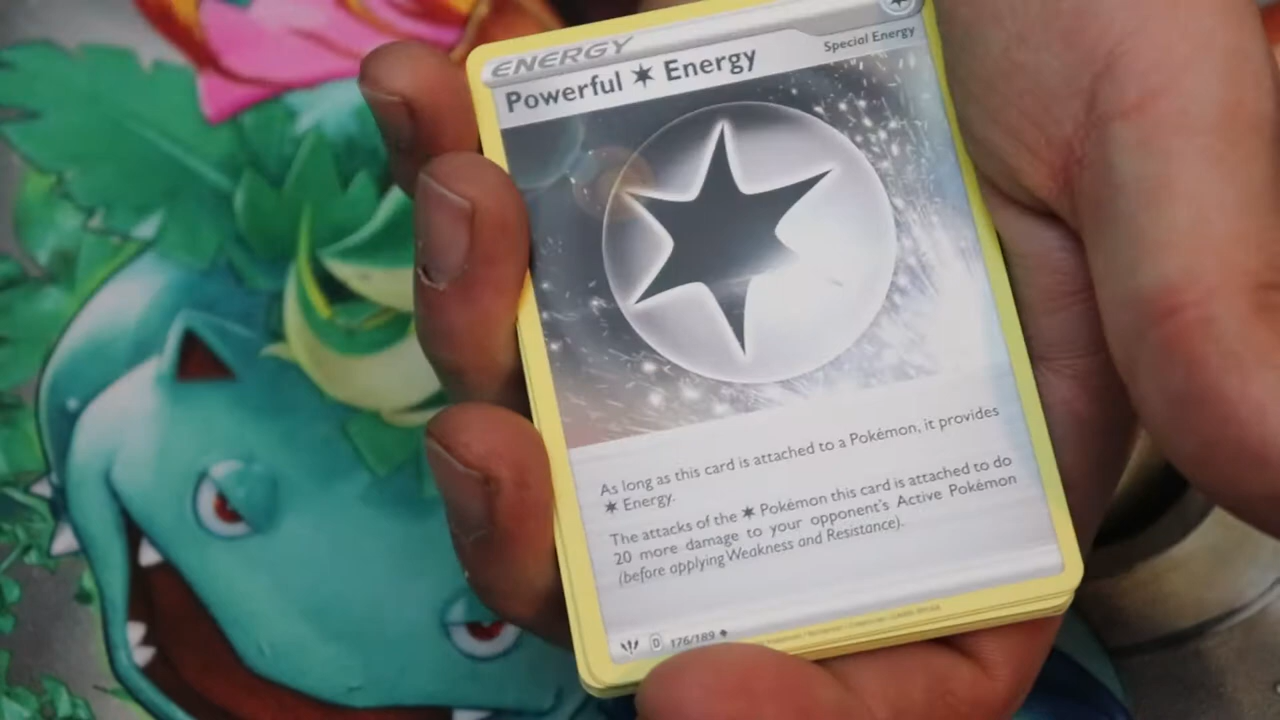 ENERGY
Special Energy
Powerful ✶ Energy
As long as this card is attached to a Pokémon, it provides
✶ Energy.
The attacks of the ✶ Pokémon this card is attached to do
20 more damage to your opponent's Active Pokémon
(before applying Weakness and Resistance).
D 176/189